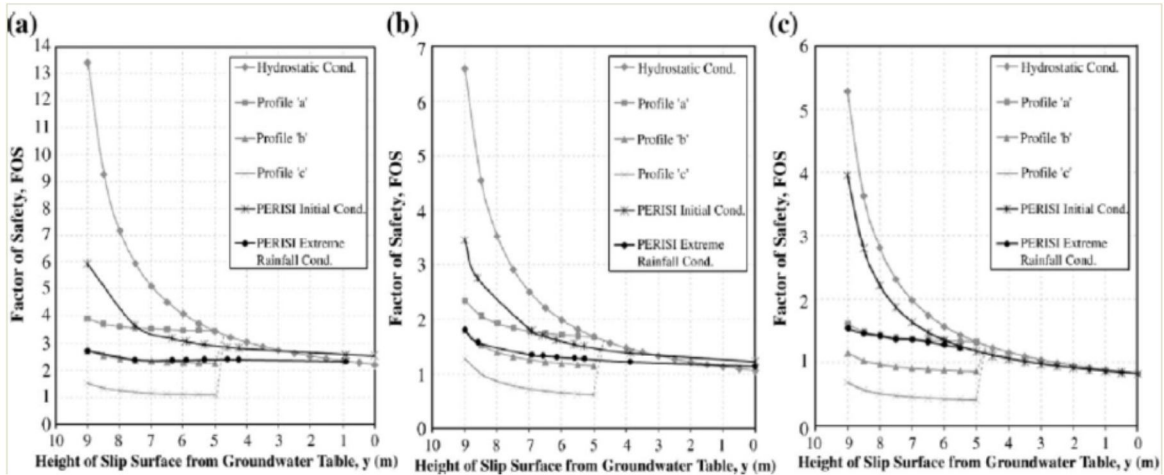 (a)
Factor of Safety, FOS
14
13
12
11
10
9
8
7
6
5
4
3
2
1
0
Hydrostatic Cond.
Profile 'a'
Profile 'b'
Profile 'c'
PERISI Initial Cond.
PERISI Extreme
Rainfall Cond.
10 9 8 7 6 5 4 3 2 1 0
Height of Slip Surface from Groundwater Table, y (m)
(b)
Factor of Safety, FOS
7
6
5
4
3
2
1
0
Hydrostatic Cond.
Profile 'a'
Profile 'b'
Profile 'c'
PERISI Initial Cond.
PERISI Extreme
Rainfall Cond.
10 9 8 7 6 5 4 3 2 1 0
Height of Slip Surface from Groundwater Table, y (m)
(c)
Factor of Safety, FOS
6
5
4
3
2
1
0
Hydrostatic Cond.
Profile 'a'
Profile 'b'
Profile 'c'
PERISI Initial Cond.
PERISI Extreme
Rainfall Cond.
10 9 8 7 6 5 4 3 2 1 0
Height of Slip Surface from Groundwater Table, y (m)